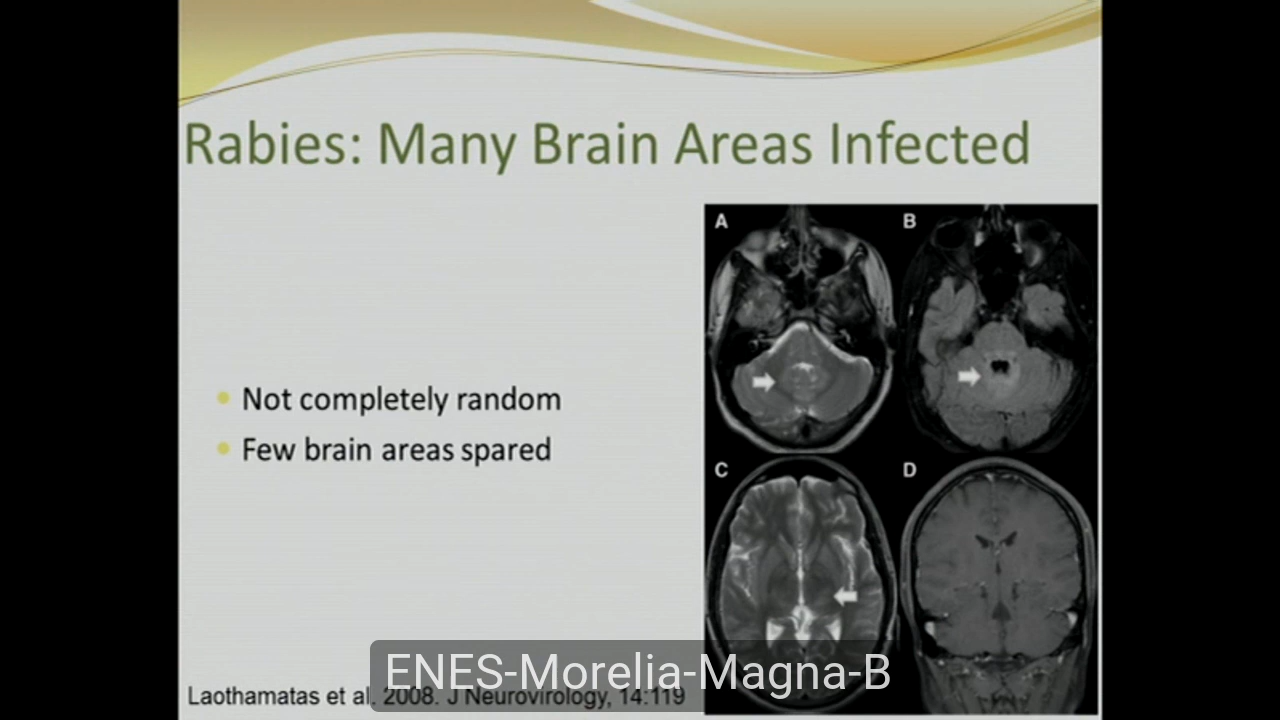 Rabies: Many Brain Areas Infected
A
B
Not completely random
Few brain areas spared
C
D
ENES-Morelia-Magna-B
Laothamatas et al. 2008. J Neurovirology, 14:119